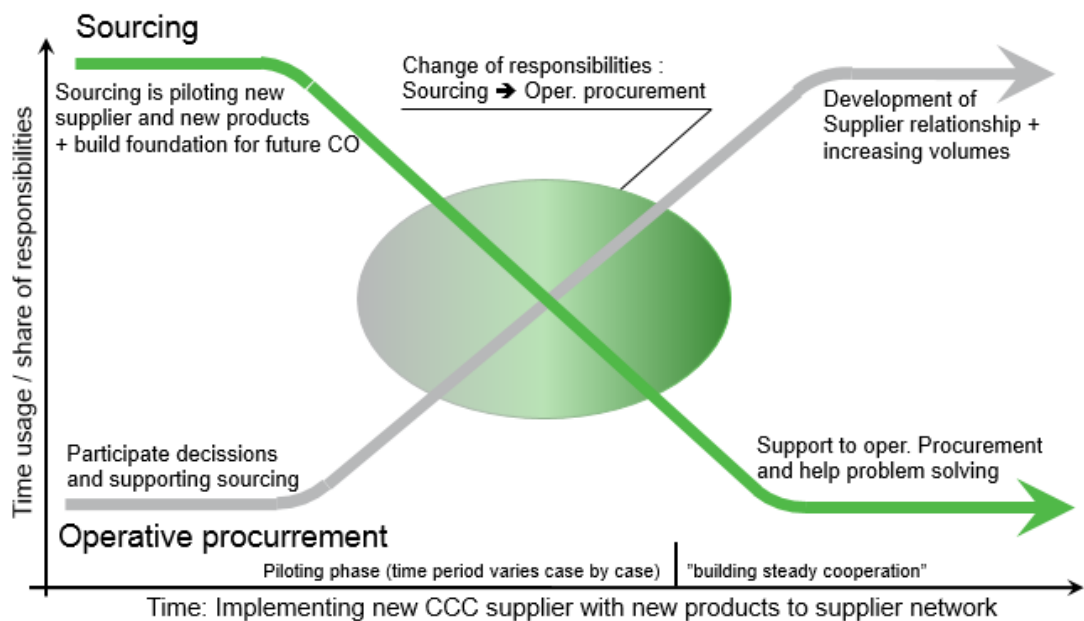 Sourcing
Sourcing is piloting new
supplier and new products
+ build foundation for future CO
Change of responsibilities :
Sourcing ➔ Oper. procurement
Development of
Supplier relationship +
increasing volumes
Time usage / share of responsibilities
Participate decissions
and supporting sourcing
Support to oper. Procurement
and help problem solving
Operative procurrement
Piloting phase (time period varies case by case)
"building steady cooperation"
Time: Implementing new CCC supplier with new products to supplier network